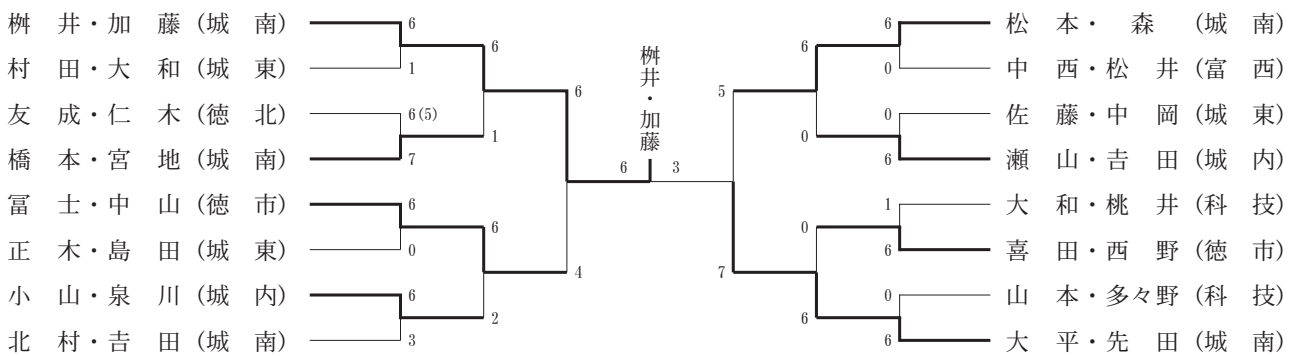 桝 井・加 藤 (城 南)
村 田・大 和 (城 東)
友 成・仁 木 (徳 北)
橋 本・宮 地 (城 南)
冨 士・中 山 (徳 市)
正 木・島 田 (城 東)
小 山・泉 川 (城 内)
北 村・𠮷 田 (城 南)
6
1
6(5)
7
6
0
6
3
6
1
6
2
6
4
桝井・加藤
6 3
5
7
6
0
0
6
6
0
0
6
1
6
0
6
松 本・ 森 (城 南)
中 西・松 井 (富 西)
佐 藤・中 岡 (城 東)
瀬 山・𠮷 田 (城 内)
大 和・桃 井 (科 技)
喜 田・西 野 (徳 市)
山 本・多々野 (科 技)
大 平・先 田 (城 南)